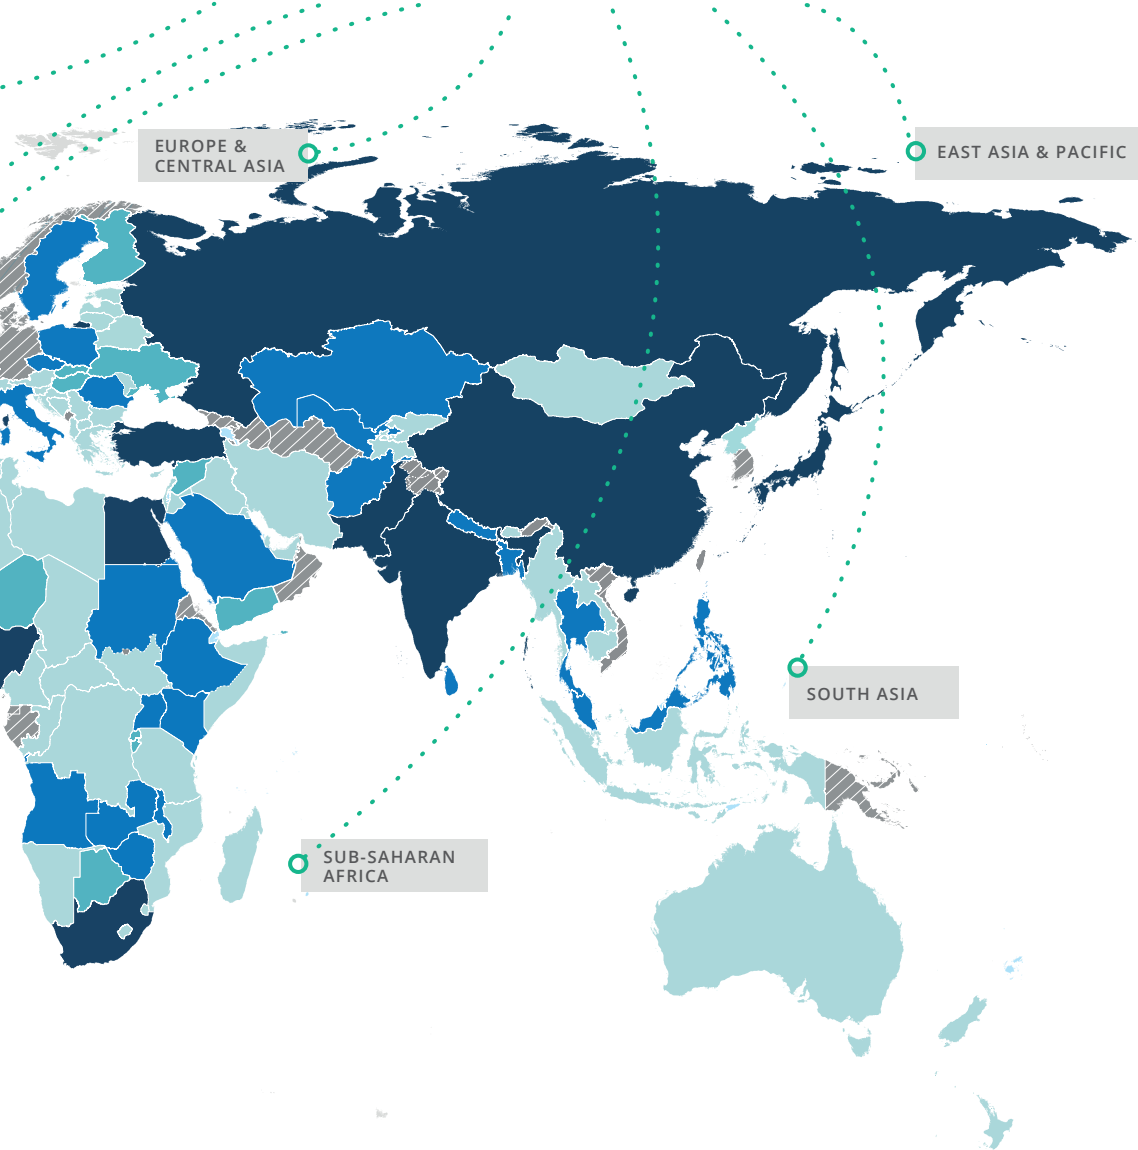 EUROPE &
CENTRAL ASIA
EAST ASIA & PACIFIC
SOUTH ASIA
SUB-SAHARAN
AFRICA